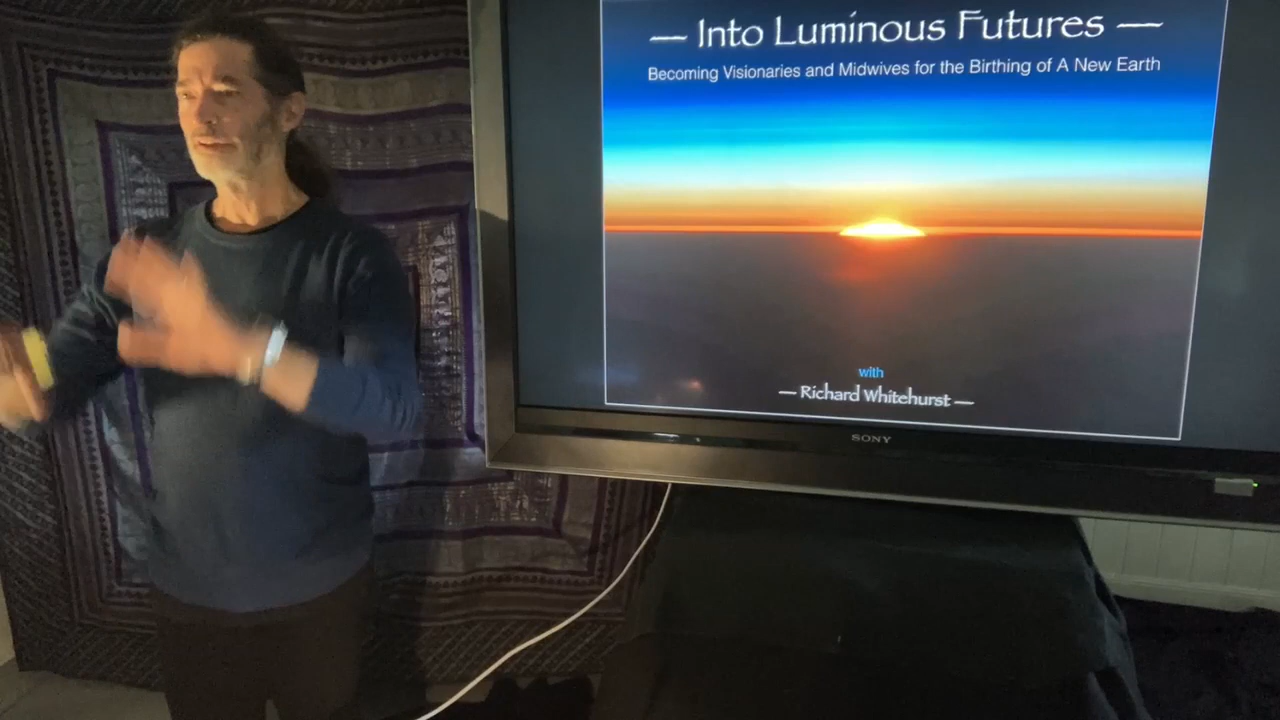 — Into Luminous Futures —
Becoming Visionaries and Midwives for the Birthing of A New Earth
with
— Richard Whitehurst —
SONY